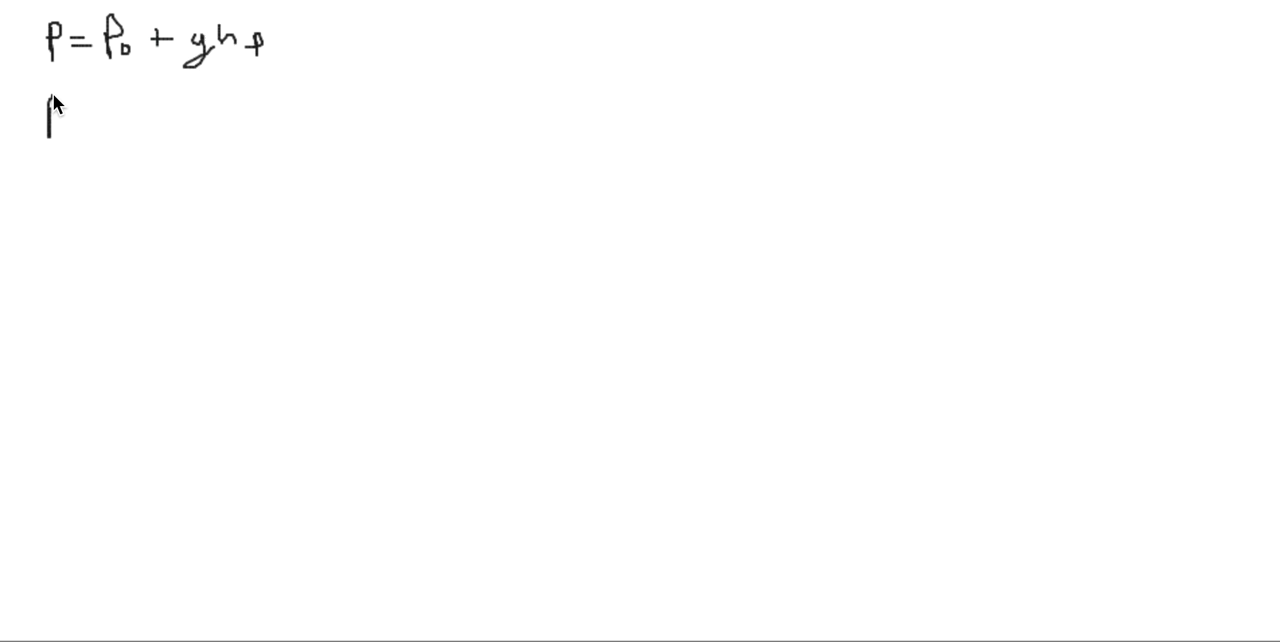 P = P₀ + ghρ